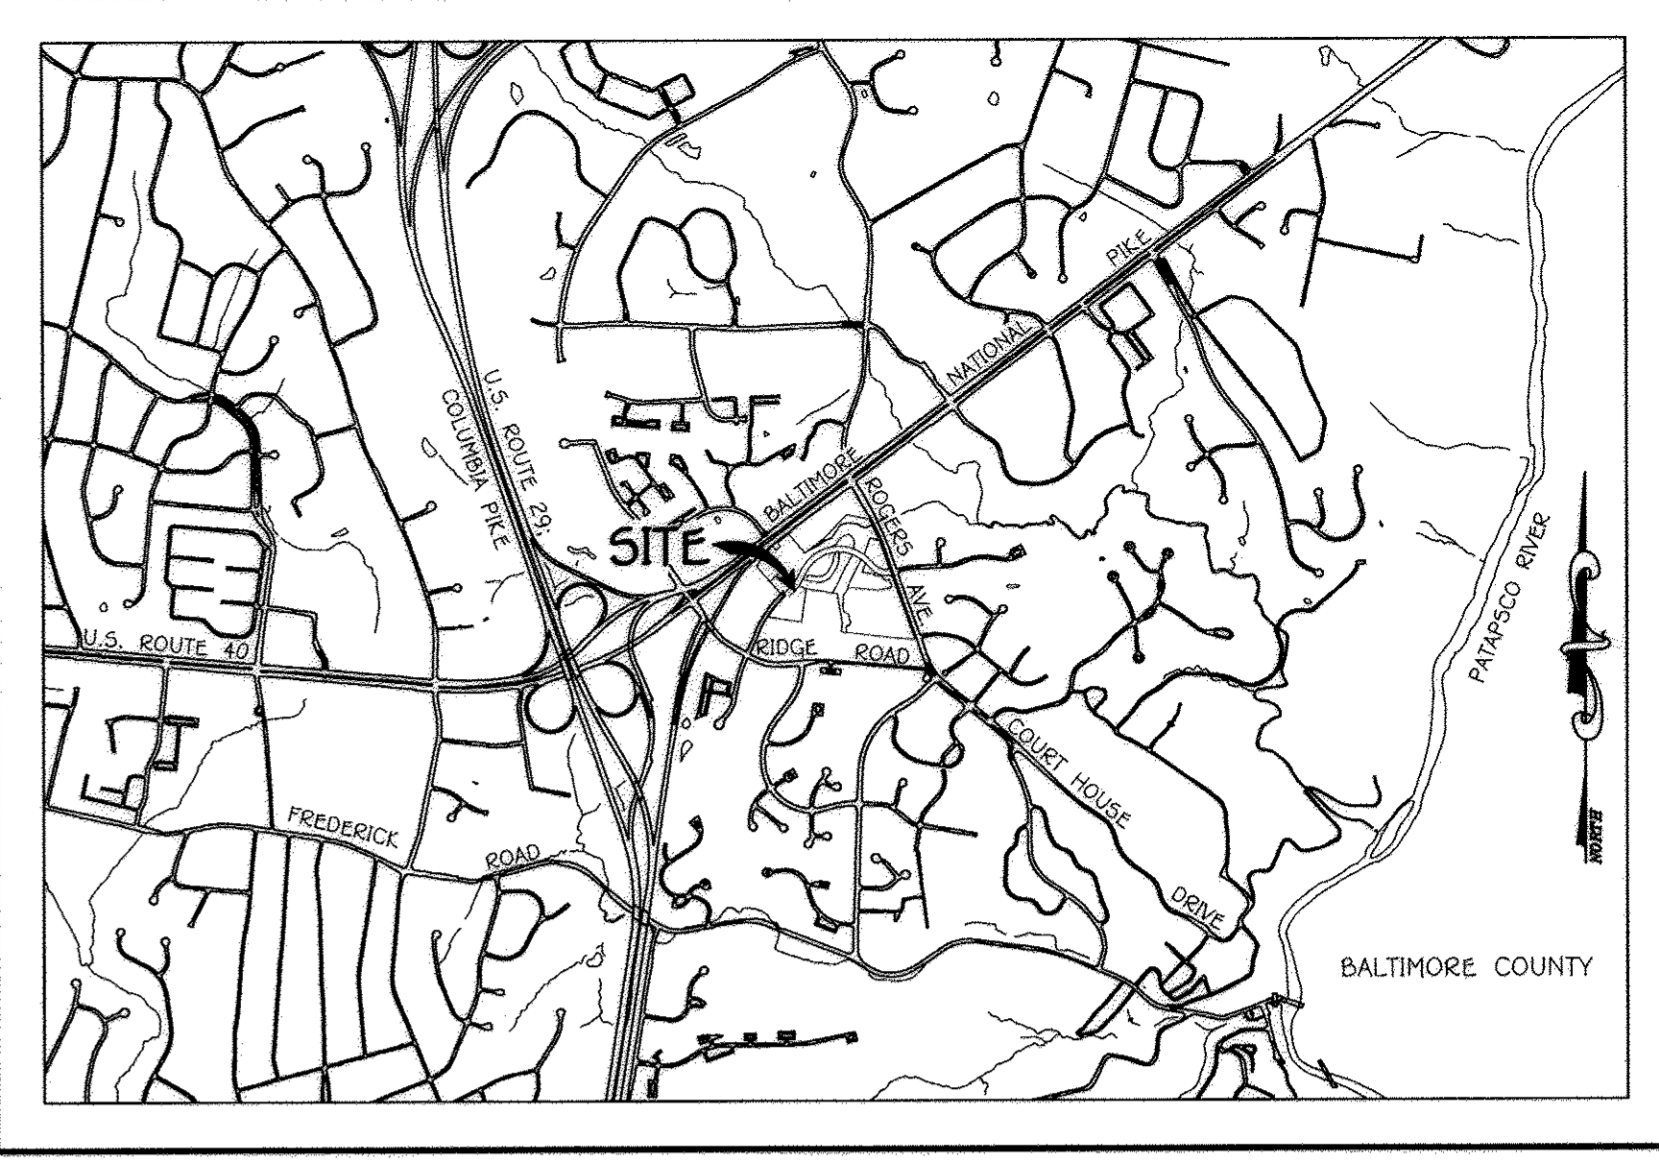 PIKE
NATIONAL
BALTIMORE
U.S. ROUTE 29;
COLUMBIA PIKE
ROGERS AVE.
SITE
PATAPSCO RIVER
U.S. ROUTE 40
RIDGE ROAD
COURT HOUSE DRIVE
FREDERICK ROAD
NORTH
BALTIMORE COUNTY